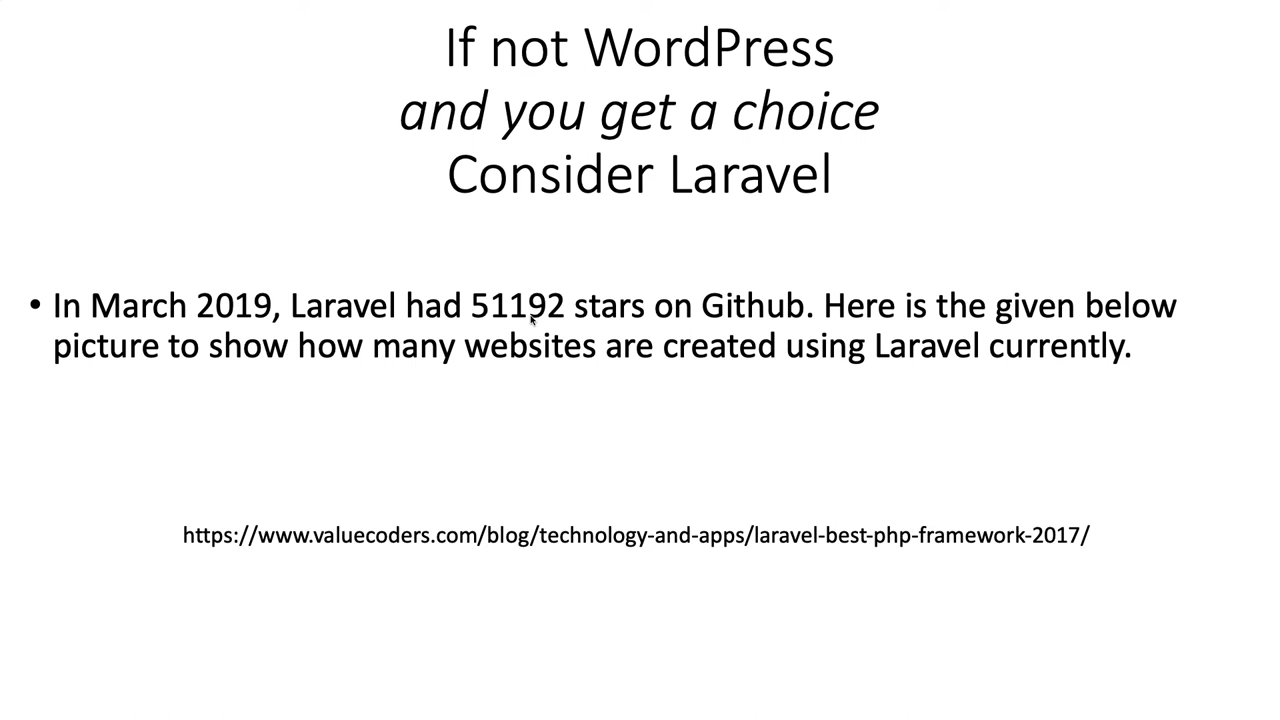 If not WordPress
and you get a choice
Consider Laravel
• In March 2019, Laravel had 51192 stars on Github. Here is the given below
picture to show how many websites are created using Laravel currently.
https://www.valuecoders.com/blog/technology-and-apps/laravel-best-php-framework-2017/